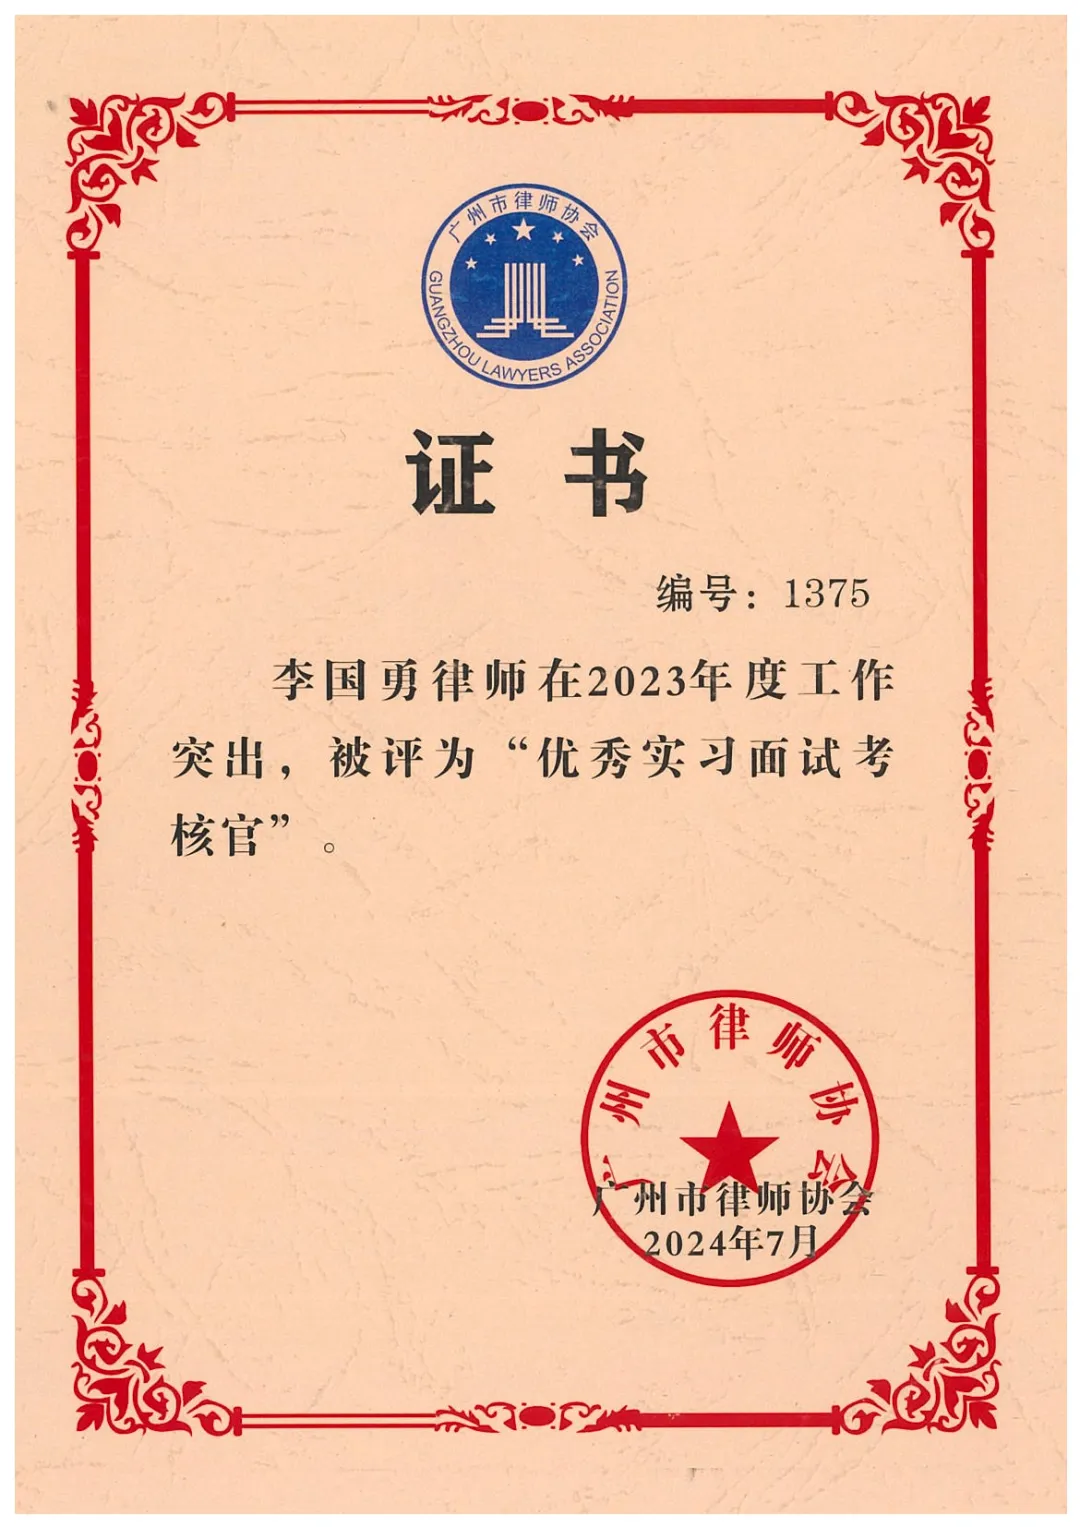 广州市律师协会
GUANGZHOU LAWYERS ASSOCIATION
证书
编号：1375
李国勇律师在2023年度工作
突出，被评为“优秀实习面试考
核官”。
广州市律师协会
广州市律师协会
2024年7月